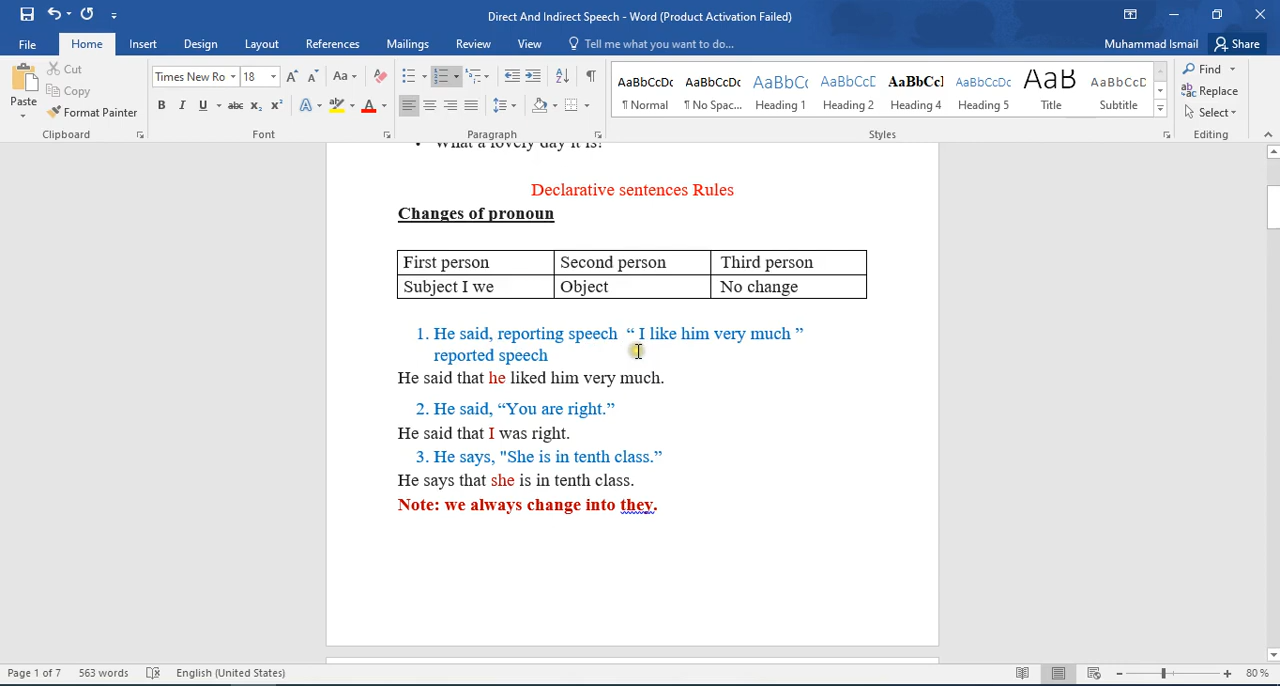 Direct And Indirect Speech - Word (Product Activation Failed)
File Home Insert Design Layout References Mailings Review View Tell me what you want to do... Muhammad Ismail Share
Paste Cut Copy Format Painter Clipboard
Times New Ro 18 Aa
B I U abc X₂ X² A A Font
Paragraph
AaBbCcDc AaBbCcDc AaBbC( AaBbCcD AaBbCcI AaBbCcDc AaB AaBbCcD
¶ Normal ¶ No Spac... Heading 1 Heading 2 Heading 4 Heading 5 Title Subtitle
Styles
Find Replace Select Editing
• What a lovely day it is!
Declarative sentences Rules
Changes of pronoun
First person Second person Third person
Subject I we Object No change
1. He said, reporting speech “ I like him very much ”
reported speech
He said that he liked him very much.
2. He said, “You are right.”
He said that I was right.
3. He says, "She is in tenth class.”
He says that she is in tenth class.
Note: we always change into they.
Page 1 of 7 563 words English (United States) 80%